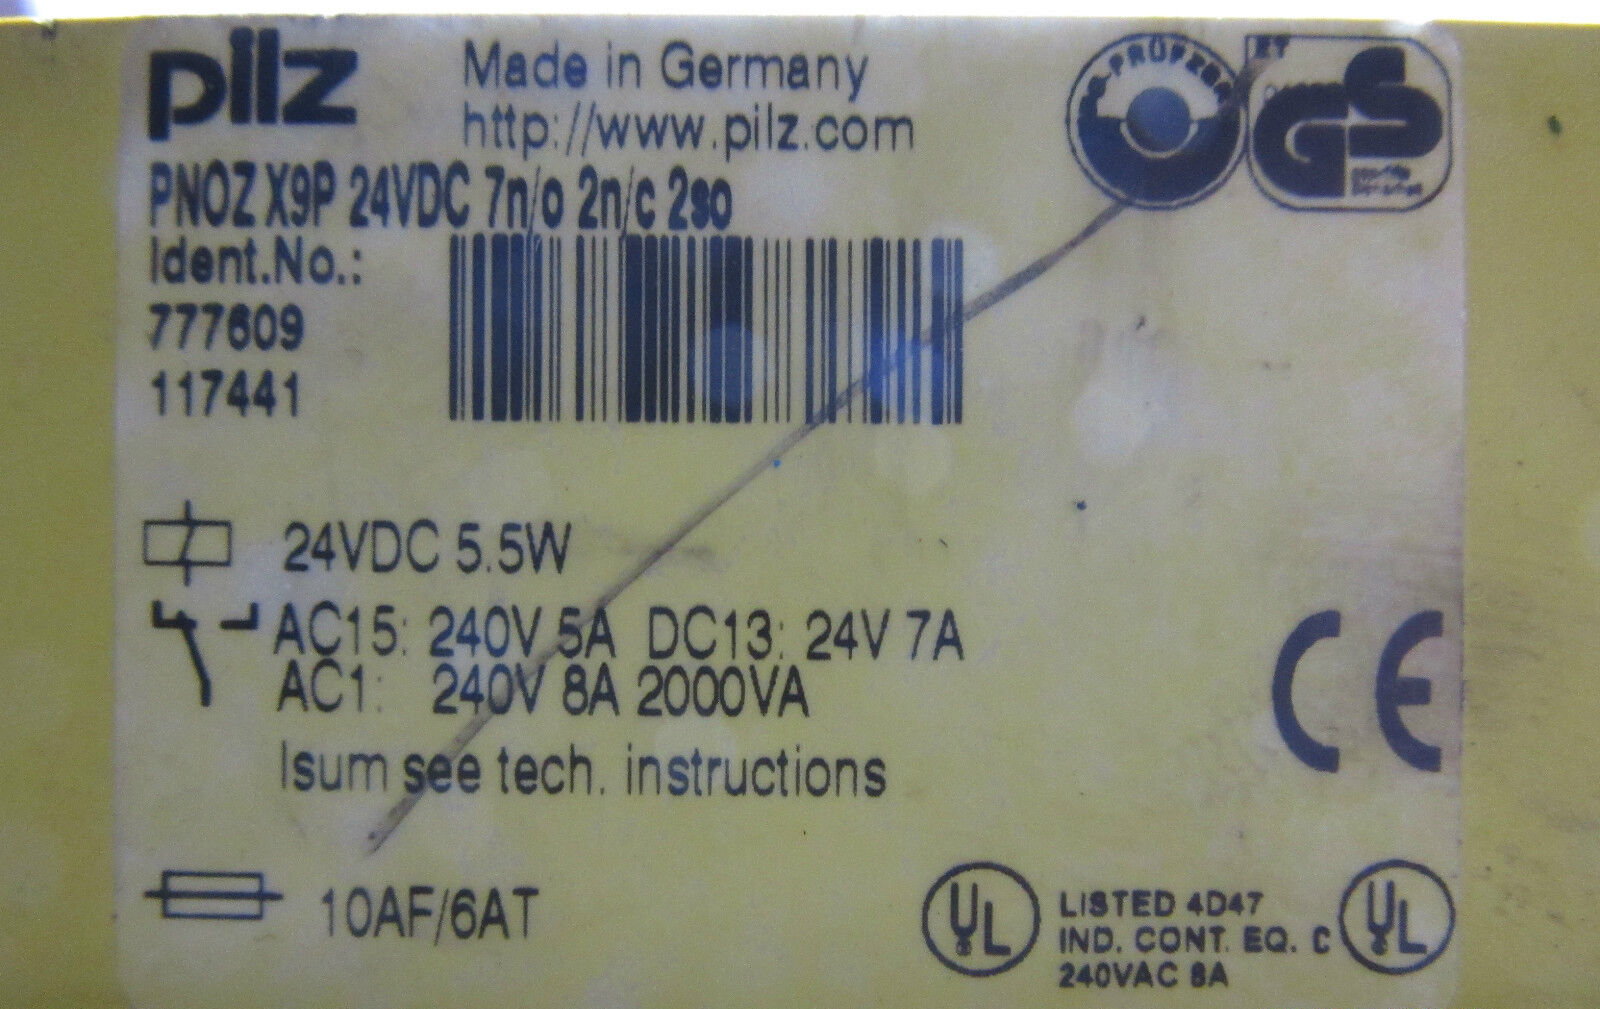 pilz
Made in Germany
http://www.pilz.com
PNOZ X9P 24VDC 7n/o 2n/c 2so
Ident.No.:
777609
117441
GS
24VDC 5.5W
AC15: 240V 5A DC13: 24V 7A
AC1: 240V 8A 2000VA
Isum see tech. instructions
CE
10AF/6AT
UL
LISTED 4D47
IND. CONT. EQ. C
240VAC 8A
UL